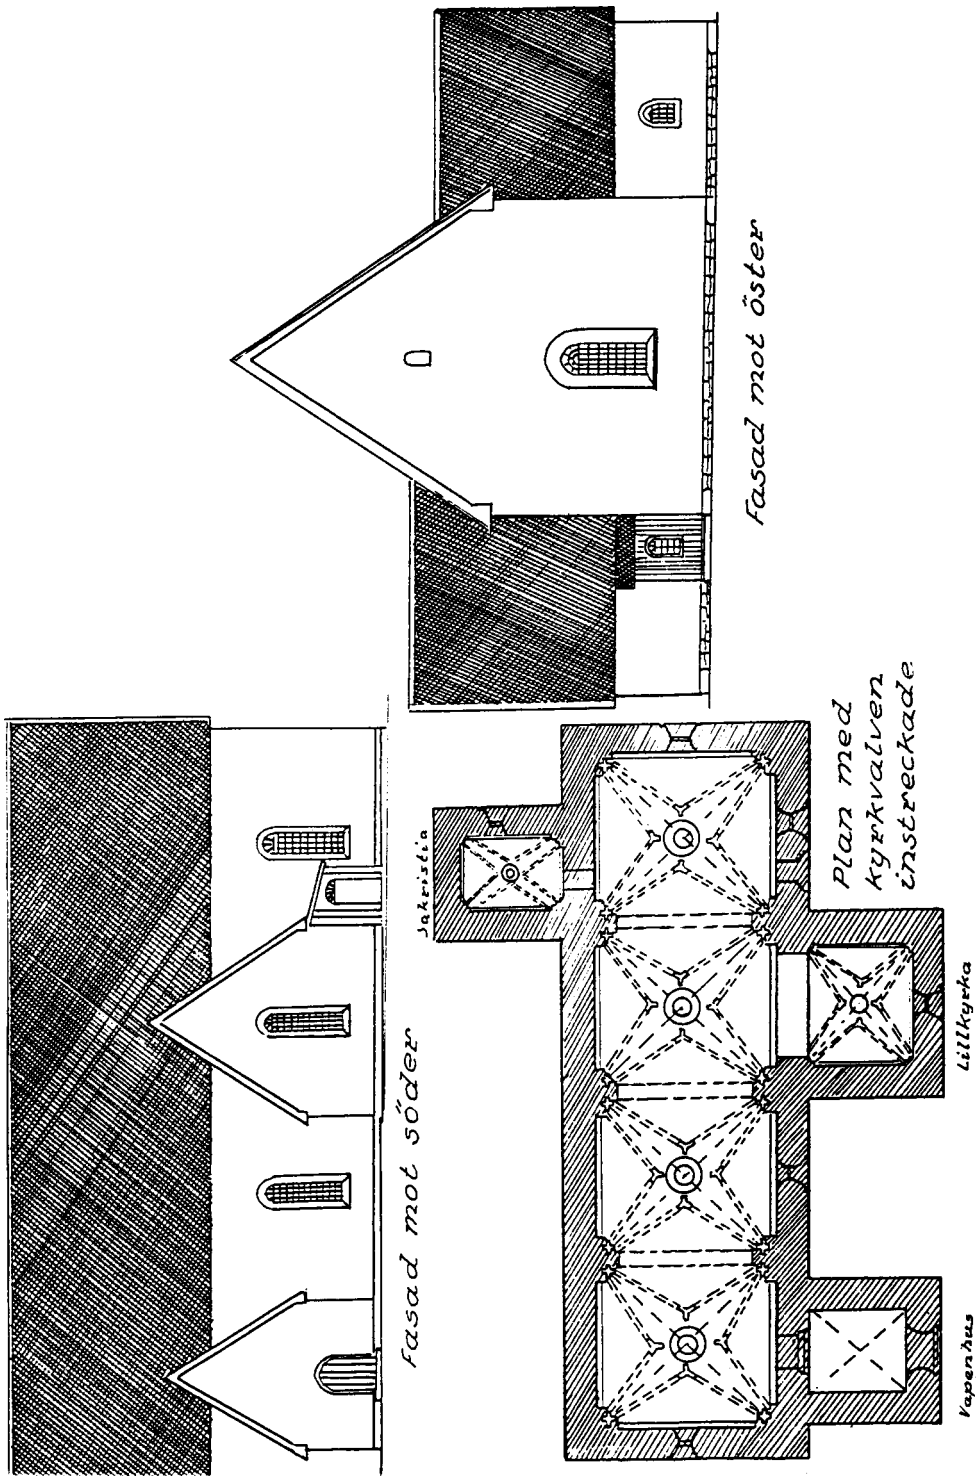 Fasad mot söder
Fasad mot öster
Sakristia
Plan med
kyrkvalven
instreckade
Vapenhus
Lillkyrka